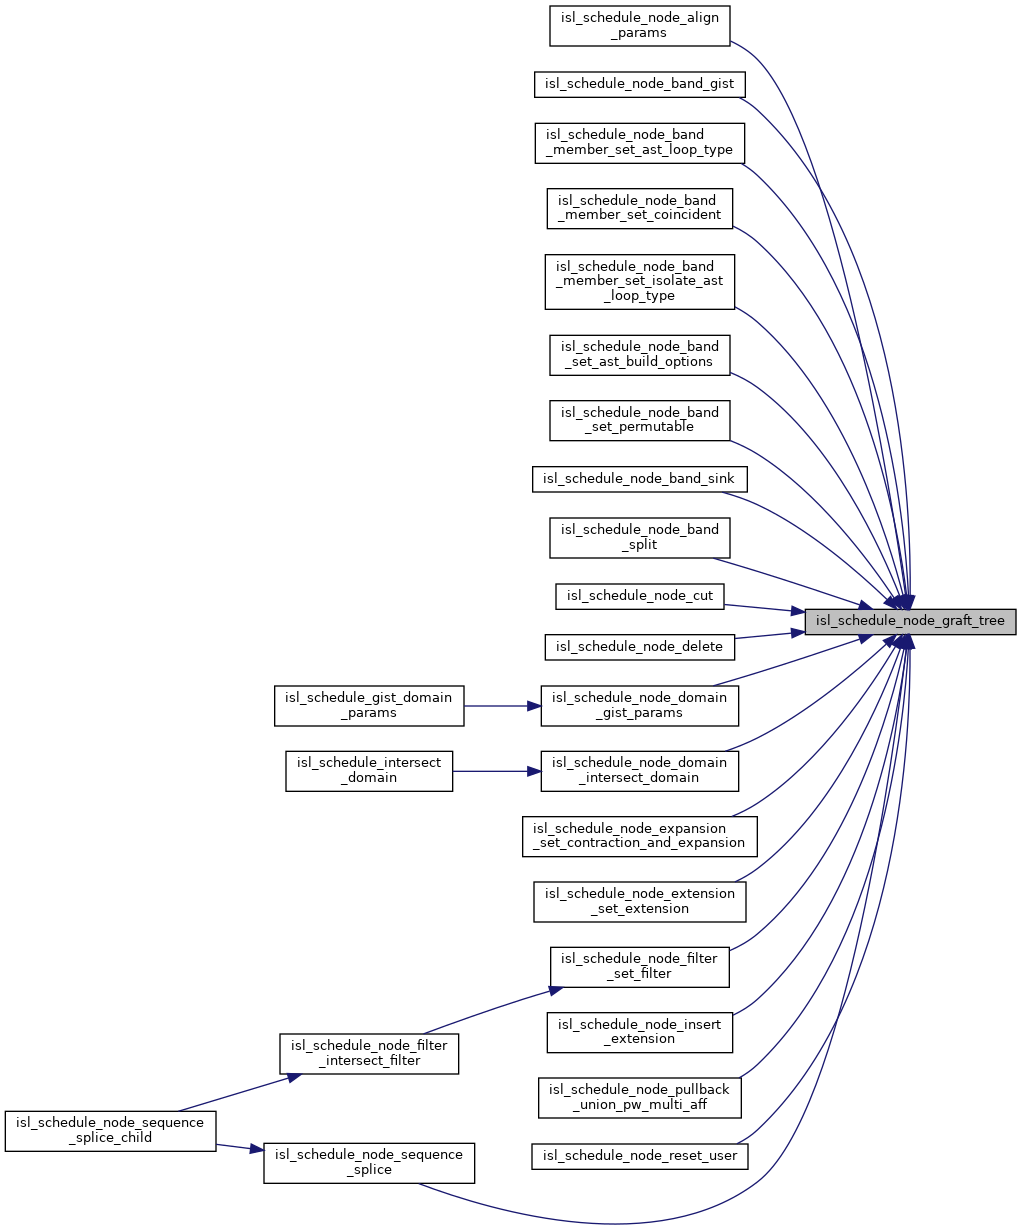 isl_schedule_node_align
_params
isl_schedule_node_band_gist
isl_schedule_node_band
_member_set_ast_loop_type
isl_schedule_node_band
_member_set_coincident
isl_schedule_node_band
_member_set_isolate_ast
_loop_type
isl_schedule_node_band
_set_ast_build_options
isl_schedule_node_band
_set_permutable
isl_schedule_node_band_sink
isl_schedule_node_band
_split
isl_schedule_node_cut
isl_schedule_node_graft_tree
isl_schedule_node_delete
isl_schedule_gist_domain
_params
isl_schedule_node_domain
_gist_params
isl_schedule_intersect
_domain
isl_schedule_node_domain
_intersect_domain
isl_schedule_node_expansion
_set_contraction_and_expansion
isl_schedule_node_extension
_set_extension
isl_schedule_node_filter
_set_filter
isl_schedule_node_insert
_extension
isl_schedule_node_filter
_intersect_filter
isl_schedule_node_pullback
_union_pw_multi_aff
isl_schedule_node_sequence
_splice_child
isl_schedule_node_reset_user
isl_schedule_node_sequence
_splice